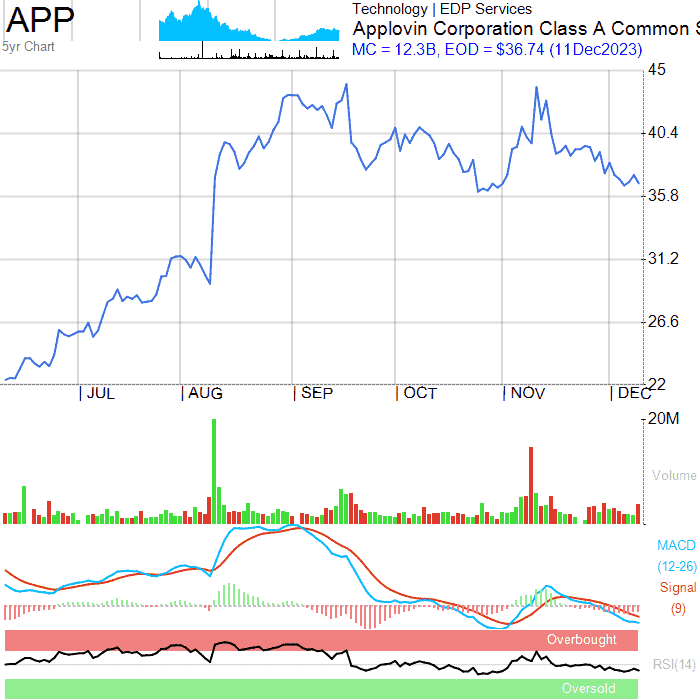 APP
5yr Chart
Technology | EDP Services
Applovin Corporation Class A Common S
MC = 12.3B, EOD = $36.74 (11Dec2023)
45
40.4
35.8
31.2
26.6
22
JUL AUG SEP OCT NOV DEC
20M
Volume
MACD
(12-26)
Signal
(9)
Overbought
RSI(14)
Oversold